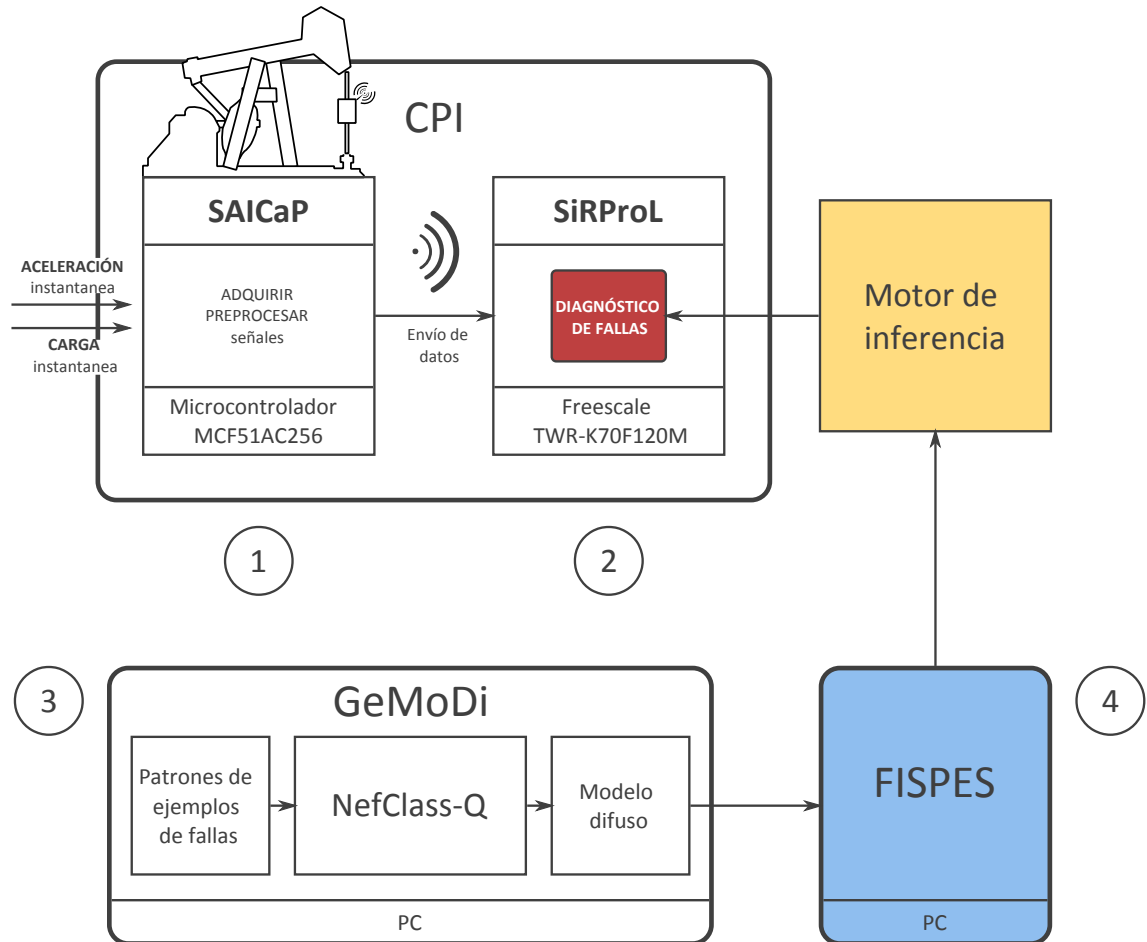 CPI
SAICaP
SiRProL
ACELERACIÓN
instantanea
CARGA
instantanea
ADQUIRIR
PREPROCESAR
señales
Envío de
datos
DIAGNÓSTICO
DE FALLAS
Motor de
inferencia
Microcontrolador
MCF51AC256
Freescale
TWR-K70F120M
1
2
3
GeMoDi
4
Patrones de
ejemplos
de fallas
NefClass-Q
Modelo
difuso
FISPES
PC
PC